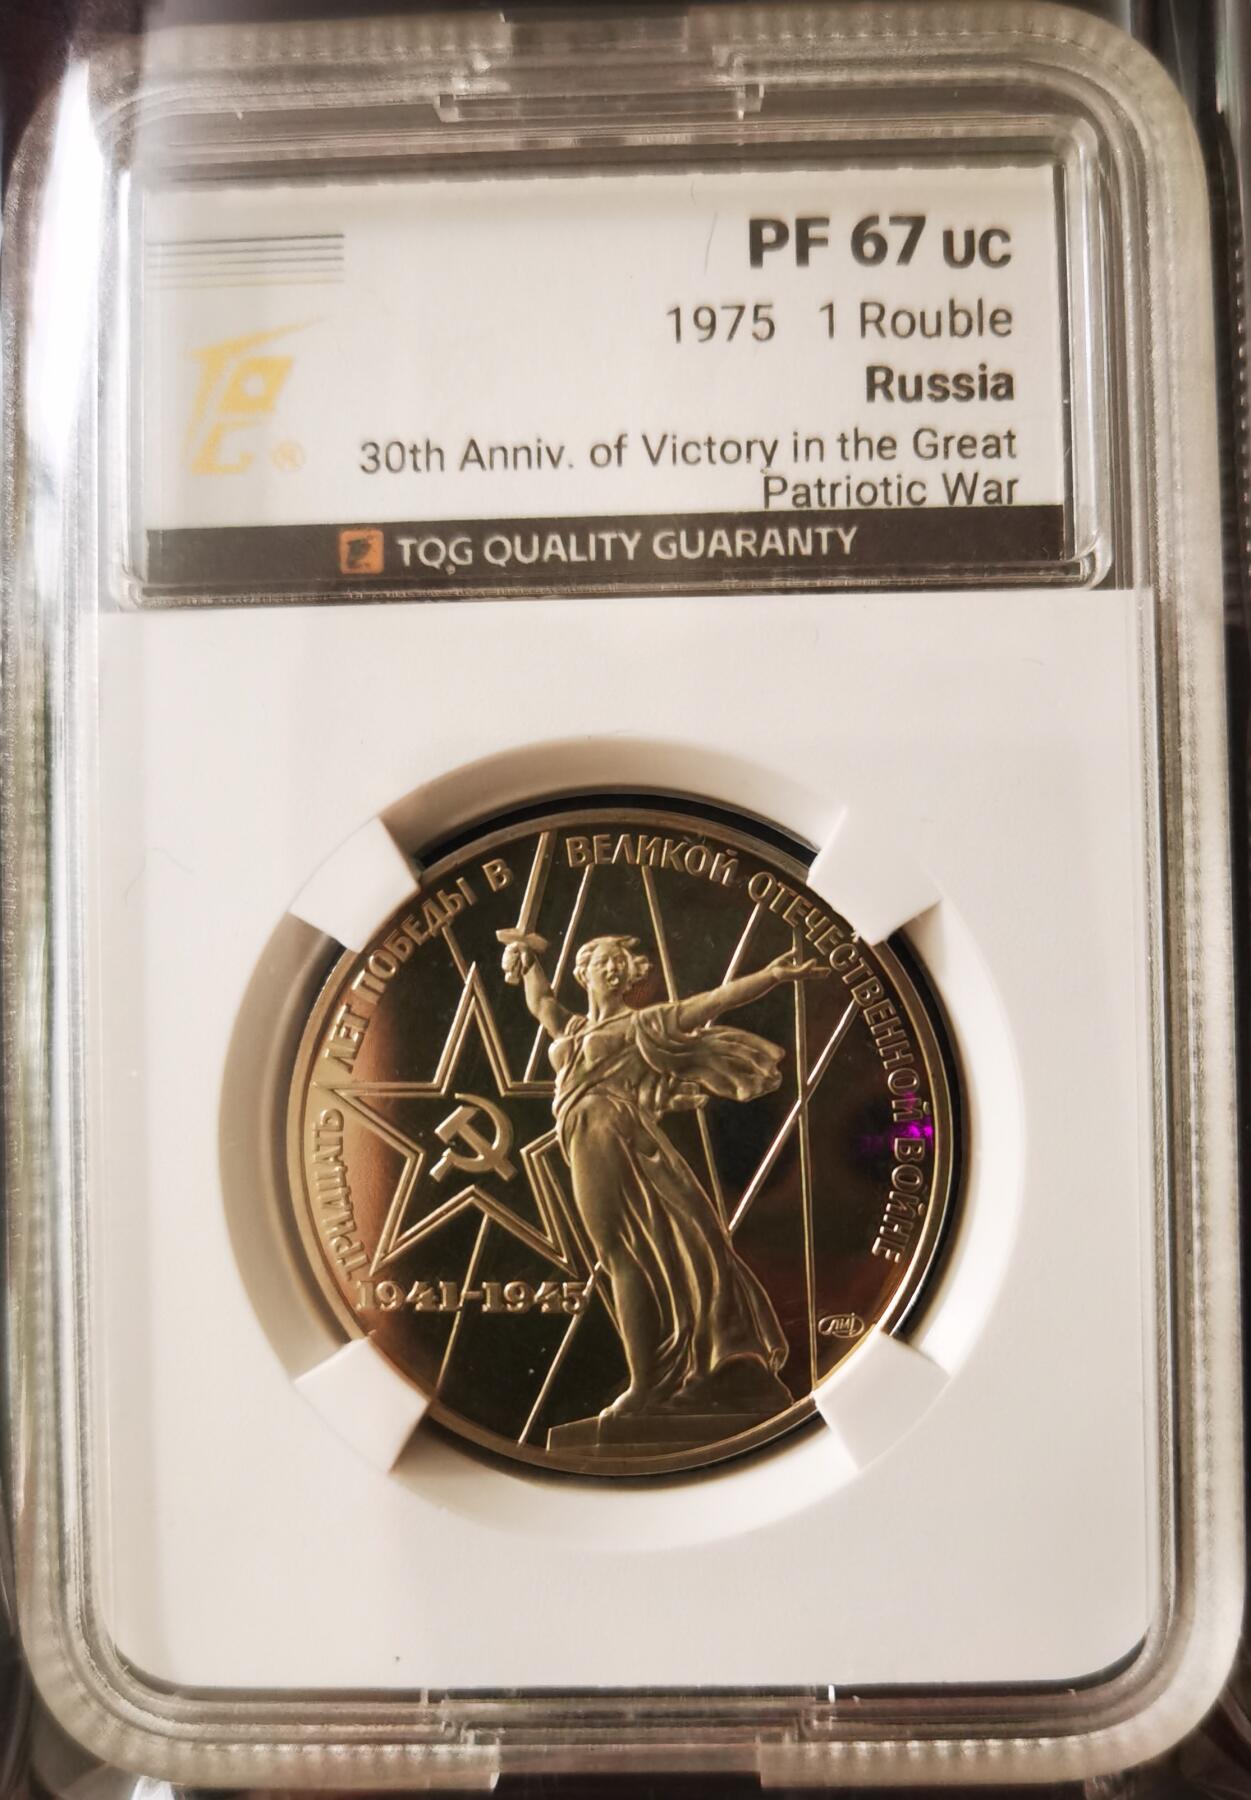 PF 67 UC
1975 1 Rouble
Russia
30th Anniv. of Victory in the Great
Patriotic War
®
TQG QUALITY GUARANTY
ТРИДЦАТЬ ЛЕТ ПОБЕДЫ В ВЕЛИКОЙ ОТЕЧЕСТВЕННОЙ ВОЙНЕ
1941-1945
ЛМД